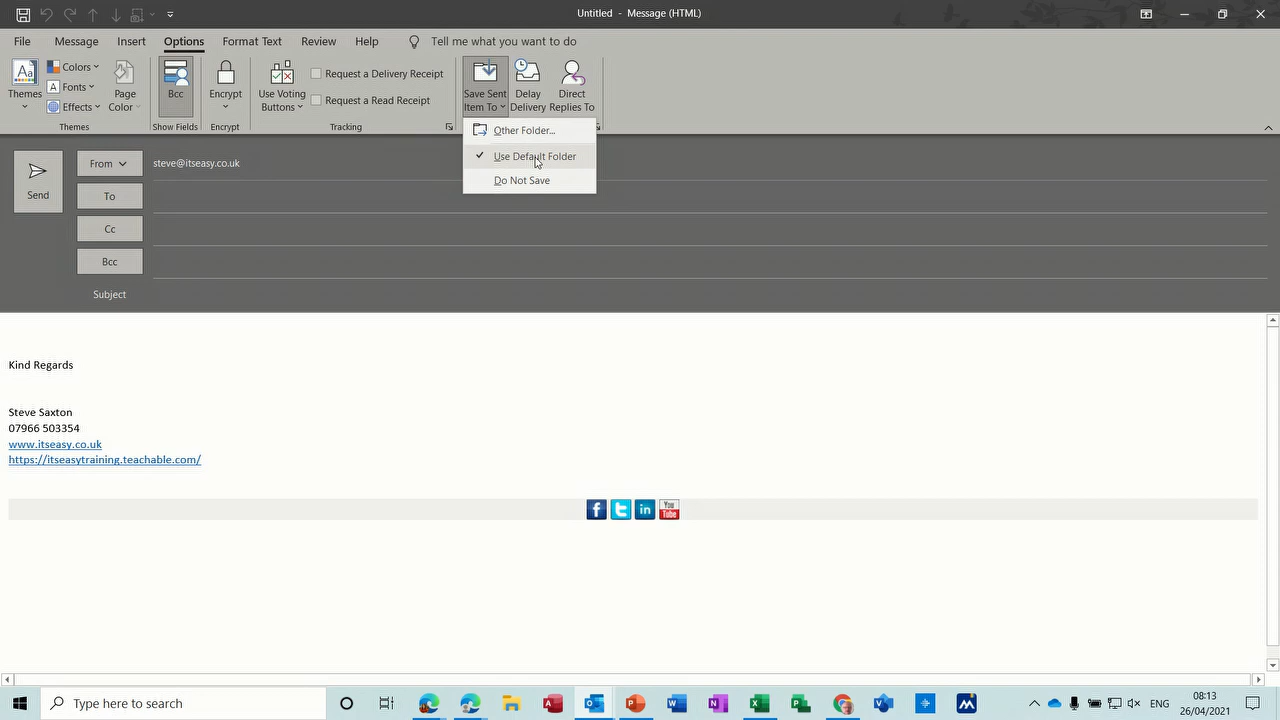 Untitled - Message (HTML)
File Message Insert Options Format Text Review Help Tell me what you want to do
Themes
Colors
Fonts
Effects
Page Color
Themes
Bcc
Show Fields
Encrypt
Encrypt
Use Voting Buttons
Request a Delivery Receipt
Request a Read Receipt
Tracking
Save Sent Item To
Delay Delivery
Direct Replies To
Other Folder...
Use Default Folder
Do Not Save
Send
From steve@itseasy.co.uk
To
Cc
Bcc
Subject
Kind Regards
Steve Saxton
07966 503354
www.itseasy.co.uk
https://itseasytraining.teachable.com/
f t in You Tube
Type here to search
ENG
08:13
26/04/2021